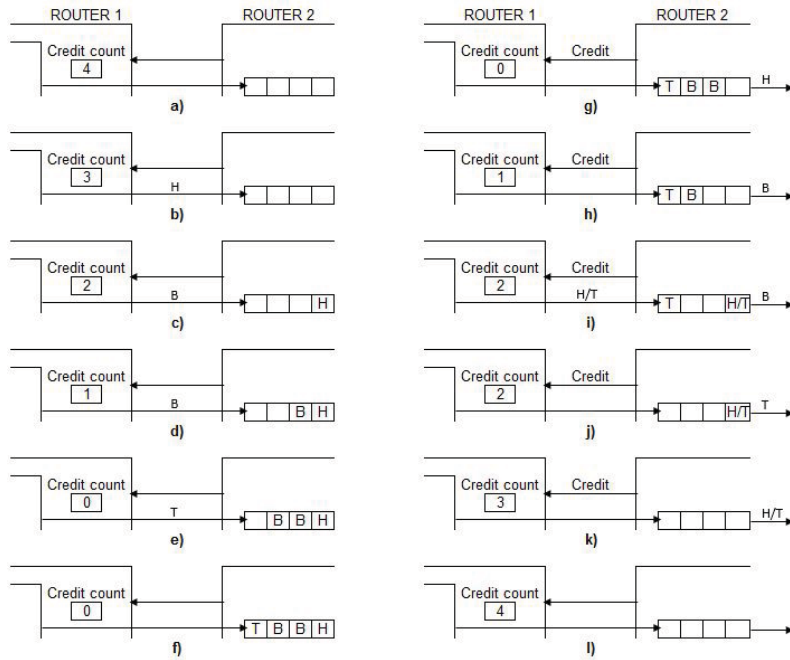 ROUTER 1 ROUTER 2
Credit count
4
a)
Credit count
3
H
b)
Credit count
2
B
H
c)
Credit count
1
B
B H
d)
Credit count
0
T
B B H
e)
Credit count
0
T B B H
f)
ROUTER 1 ROUTER 2
Credit count Credit
0
T B B H
g)
Credit count Credit
1
T B B
h)
Credit count Credit
2
H/T
T H/T B
i)
Credit count Credit
2
H/T T
j)
Credit count Credit
3
H/T
k)
Credit count
4
l)